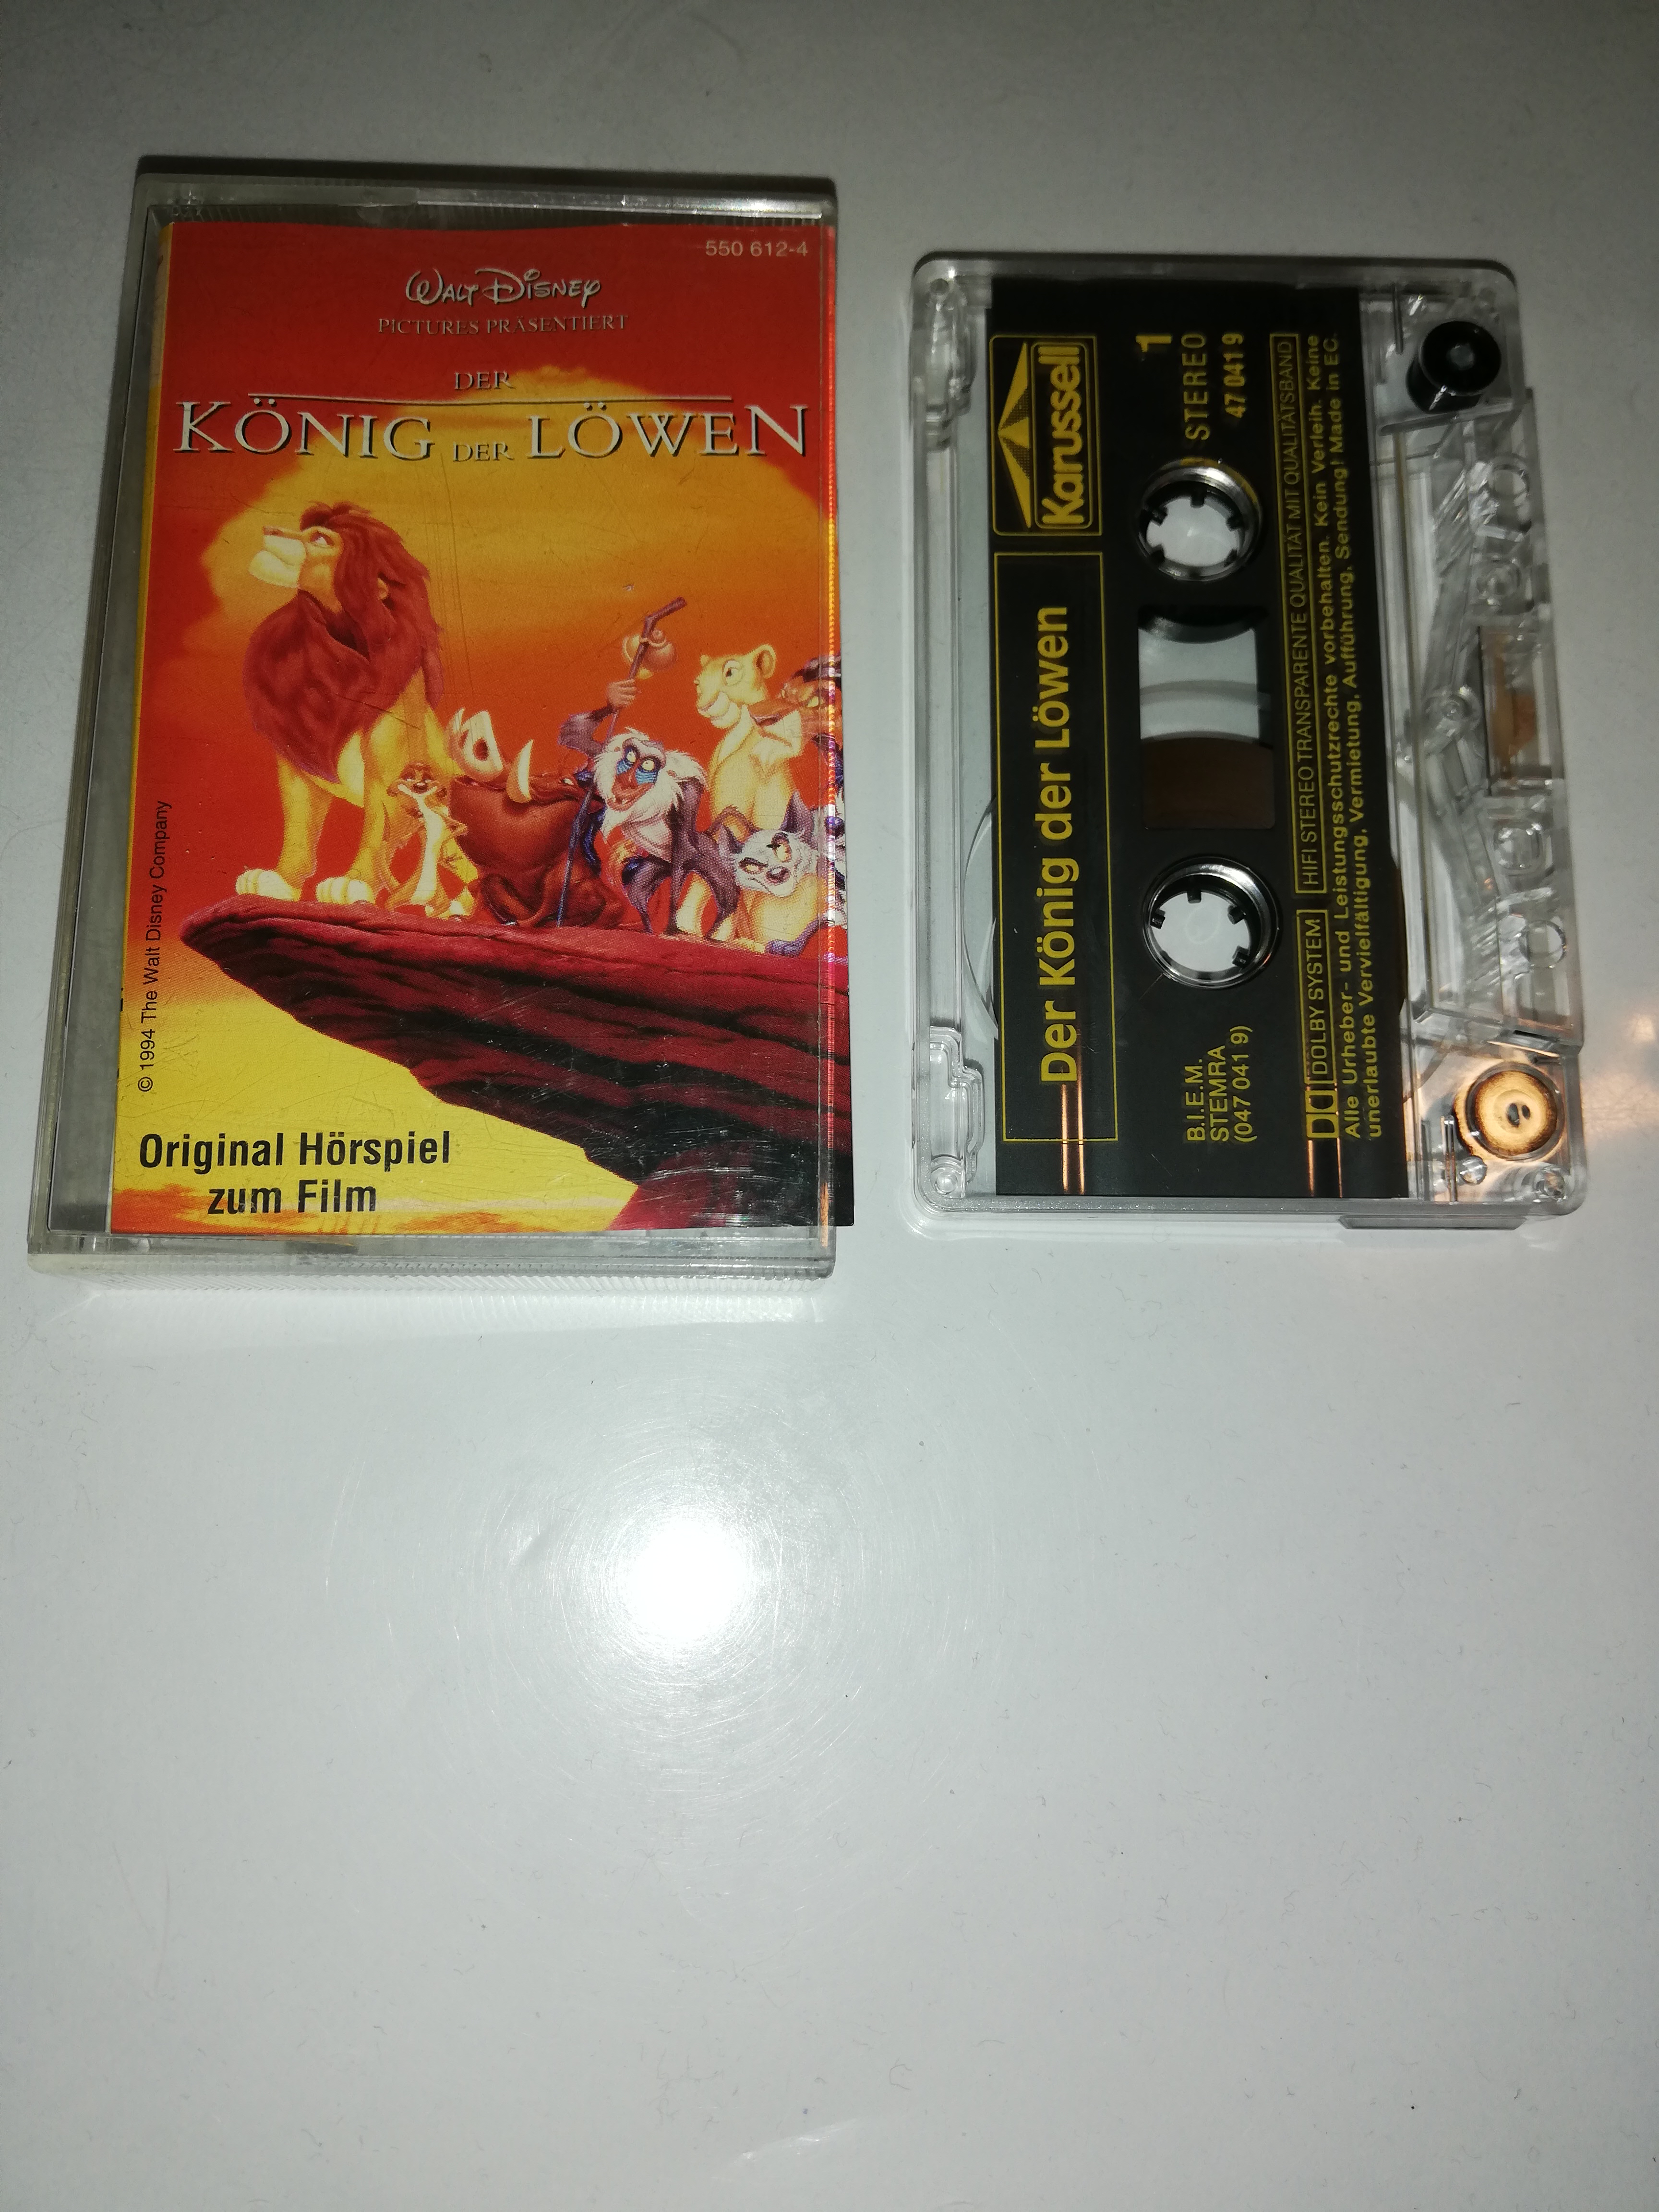 550 612-4
WALT DISNEY
PICTURES PRÄSENTIERT
DER
KÖNIG DER LÖWEN
© 1994 The Walt Disney Company
Original Hörspiel
zum Film
Karussell
Der König der Löwen
1
STEREO
47 041 9
B.I.E.M.
STEMRA
(047 041 9)
DOLBY SYSTEM HIFI STEREO TRANSPARENTE QUALITÄT MIT QUALITÄTSBAND
Alle Urheber- und Leistungsschutzrechte vorbehalten. Kein Verleih. Keine
unerlaubte Vervielfältigung, Vermietung, Aufführung, Sendung! Made in EC.